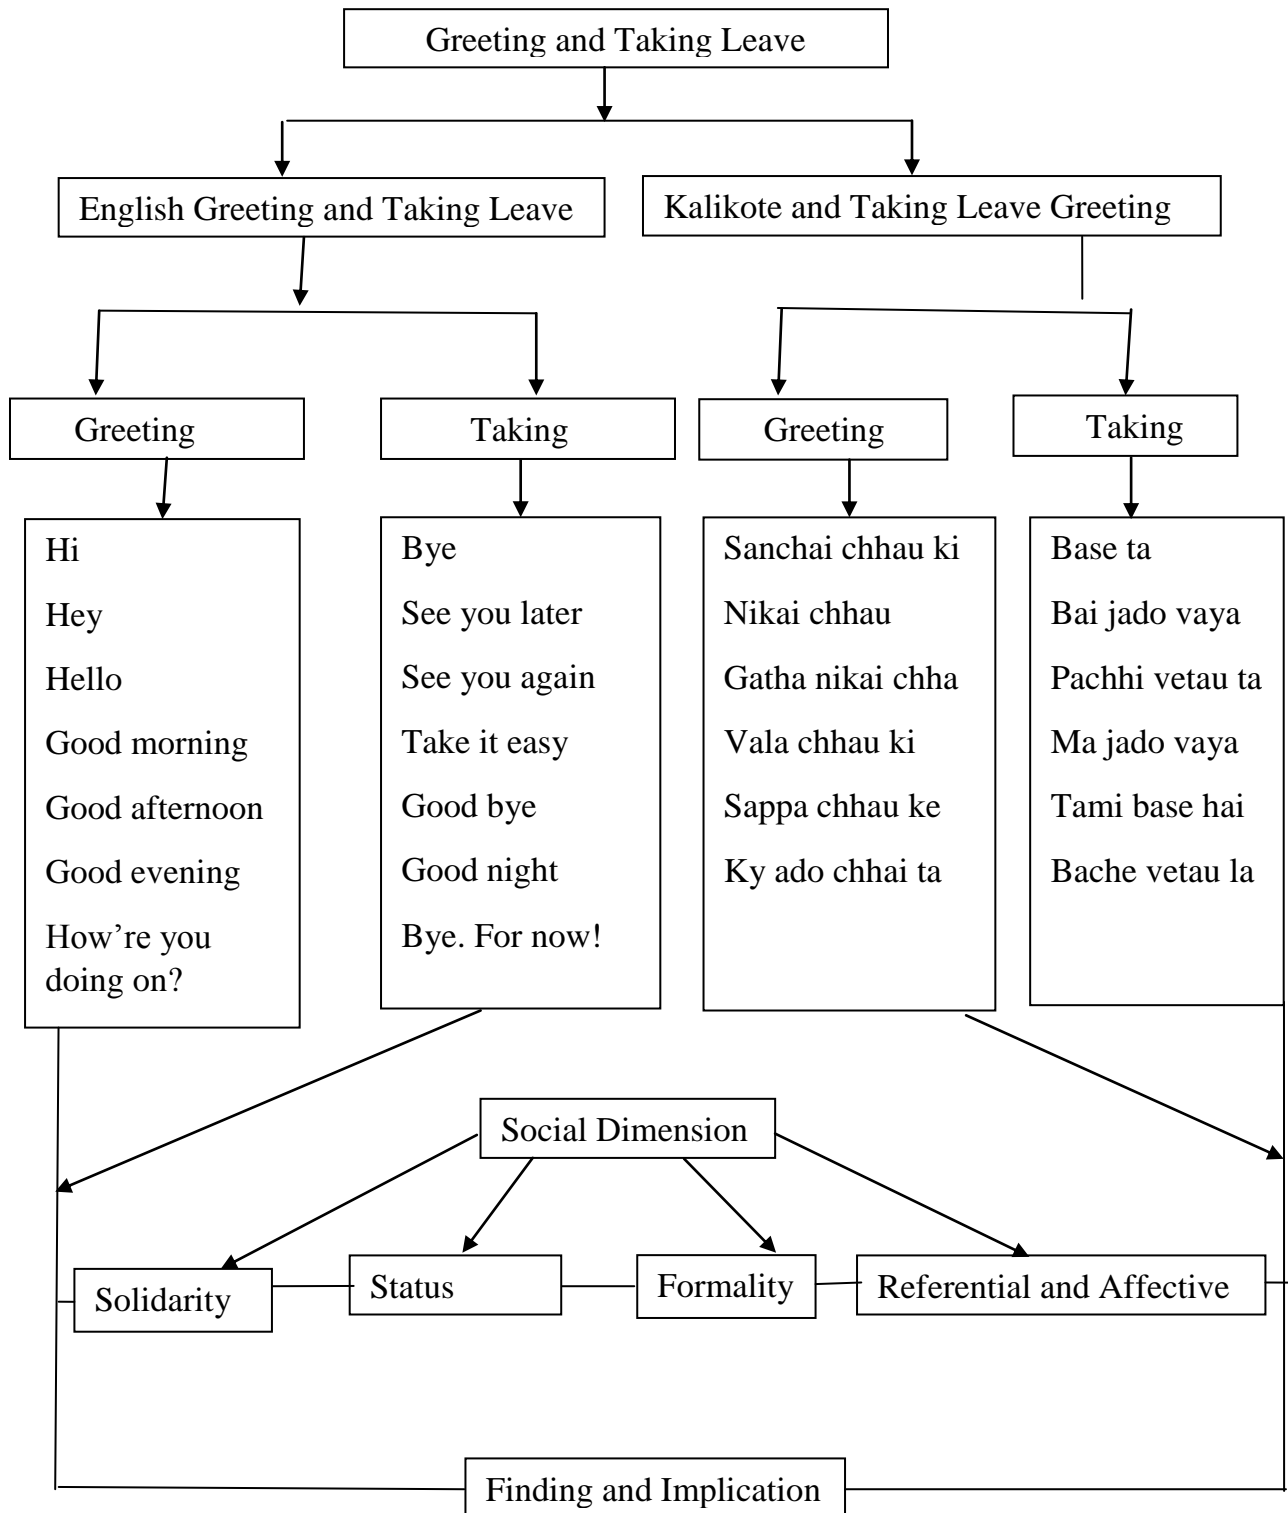 Greeting and Taking Leave
English Greeting and Taking Leave
Kalikote and Taking Leave Greeting
Greeting
Taking
Greeting
Taking
Hi
Hey
Hello
Good morning
Good afternoon
Good evening
How're you
doing on?
Bye
See you later
See you again
Take it easy
Good bye
Good night
Bye. For now!
Sanchai chhau ki
Nikai chhau
Gatha nikai chha
Vala chhau ki
Sappa chhau ke
Ky ado chhai ta
Base ta
Bai jado vaya
Pachhi vetau ta
Ma jado vaya
Tami base hai
Bache vetau la
Social Dimension
Solidarity
Status
Formality
Referential and Affective
Finding and Implication